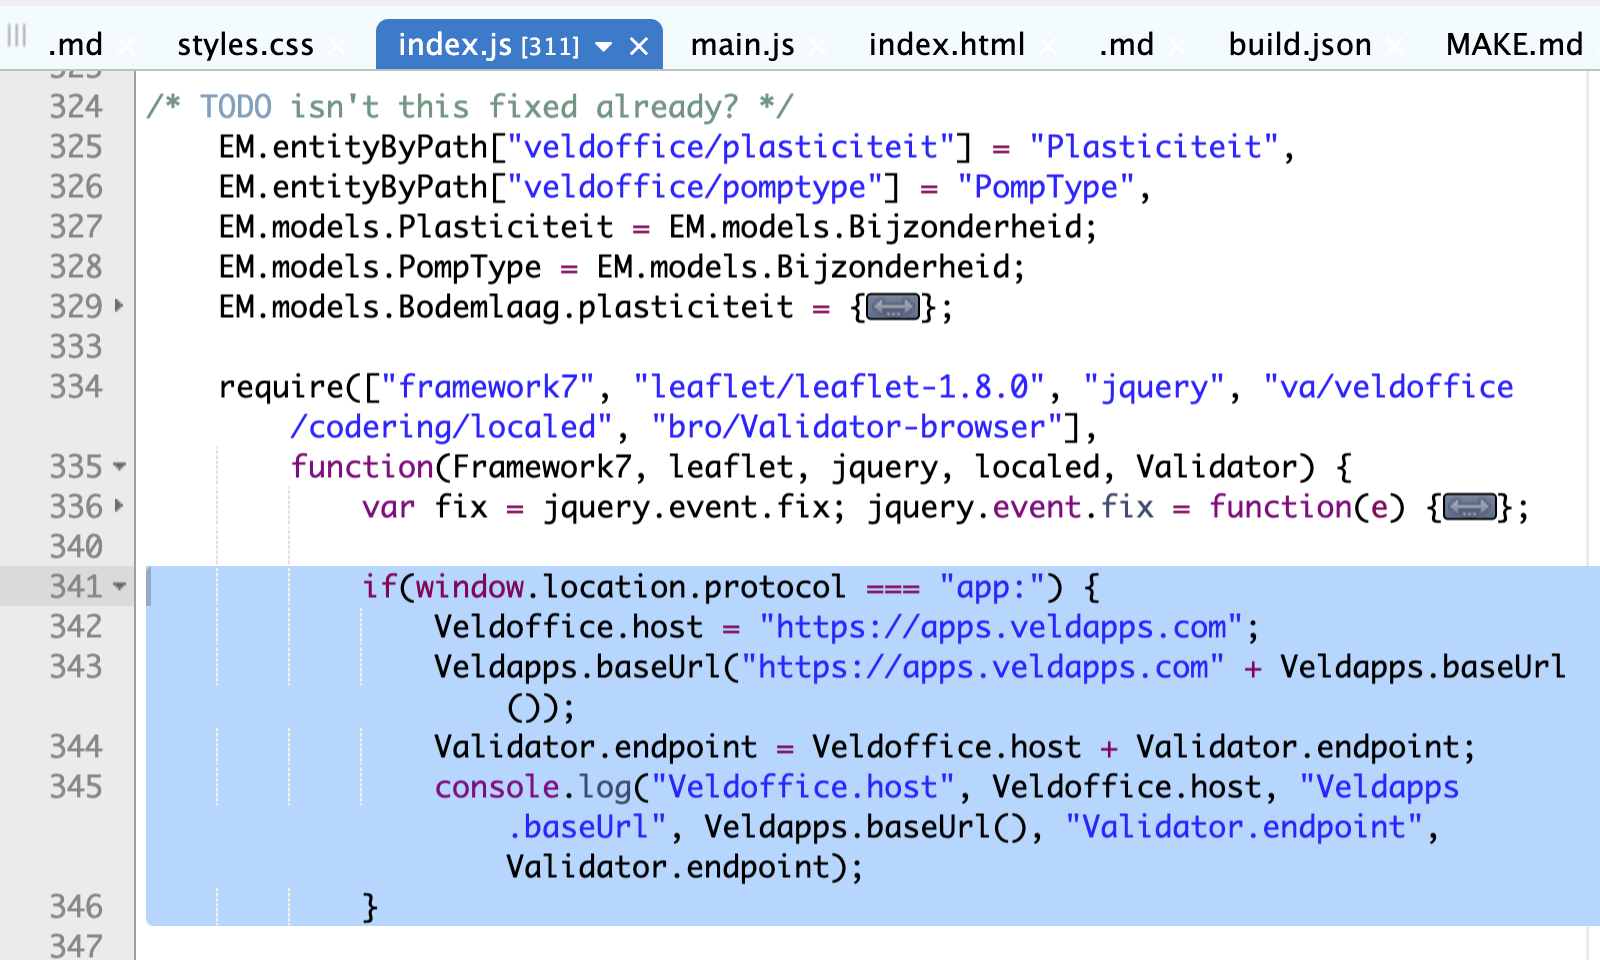 .md styles.css index.js [311] main.js index.html .md build.json MAKE.md
323
324 /* TODO isn't this fixed already? */
325 EM.entityByPath["veldoffice/plasticiteit"] = "Plasticiteit",
326 EM.entityByPath["veldoffice/pomptype"] = "PompType",
327 EM.models.Plasticiteit = EM.models.Bijzonderheid;
328 EM.models.PompType = EM.models.Bijzonderheid;
329 EM.models.Bodemlaag.plasticiteit = {...};
333
334 require(["framework7", "leaflet/leaflet-1.8.0", "jquery", "va/veldoffice
/codering/localed", "bro/Validator-browser"],
335 function(Framework7, leaflet, jquery, localed, Validator) {
336 var fix = jquery.event.fix; jquery.event.fix = function(e) {...};
340
341 if(window.location.protocol === "app:") {
342 Veldoffice.host = "https://apps.veldapps.com";
343 Veldapps.baseUrl("https://apps.veldapps.com" + Veldapps.baseUrl
());
344 Validator.endpoint = Veldoffice.host + Validator.endpoint;
345 console.log("Veldoffice.host", Veldoffice.host, "Veldapps
.baseUrl", Veldapps.baseUrl(), "Validator.endpoint",
Validator.endpoint);
346 }
347